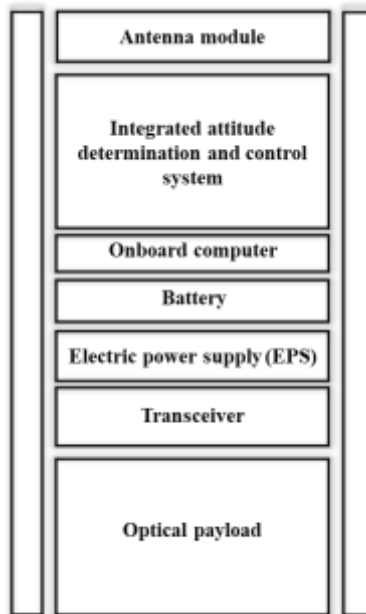 Antenna module
Integrated attitude
determination and control
system
Onboard computer
Battery
Electric power supply (EPS)
Transceiver
Optical payload